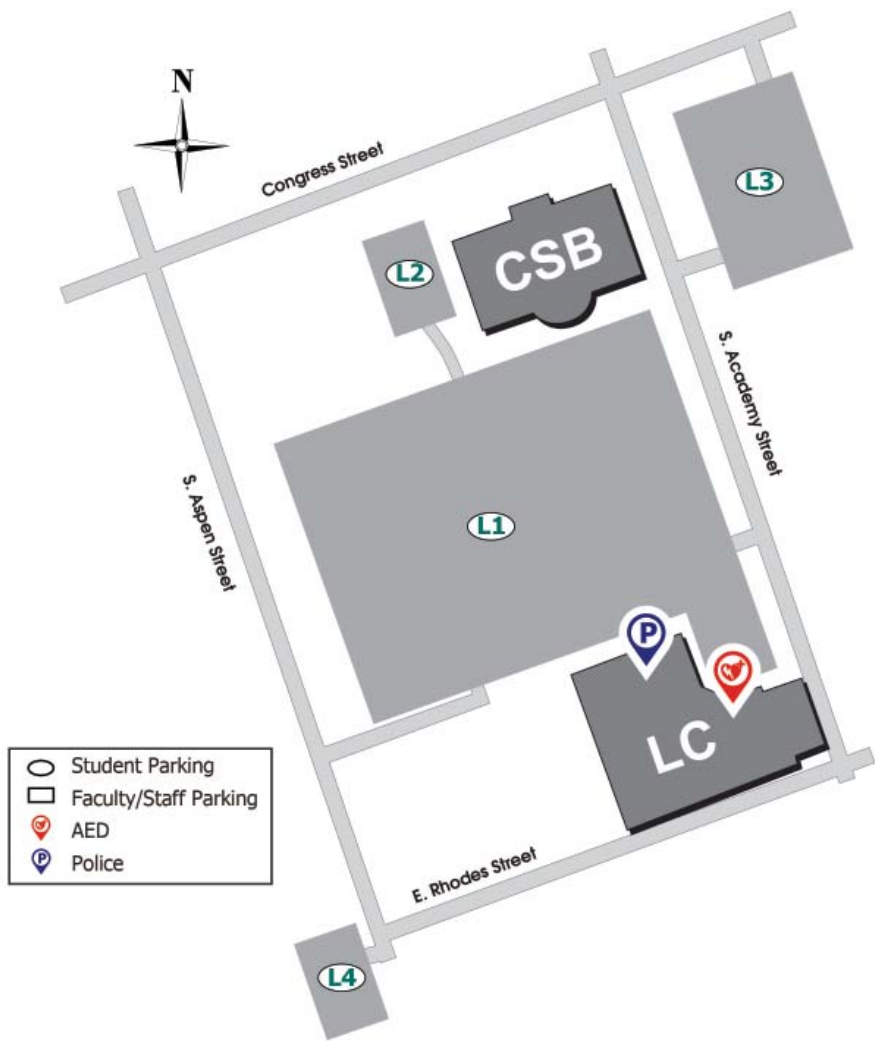 N
Congress Street
L3
CSB
L2
S. Academy Street
S. Aspen Street
L1
P
LC
Student Parking
Faculty/Staff Parking
AED
P
Police
E. Rhodes Street
L4